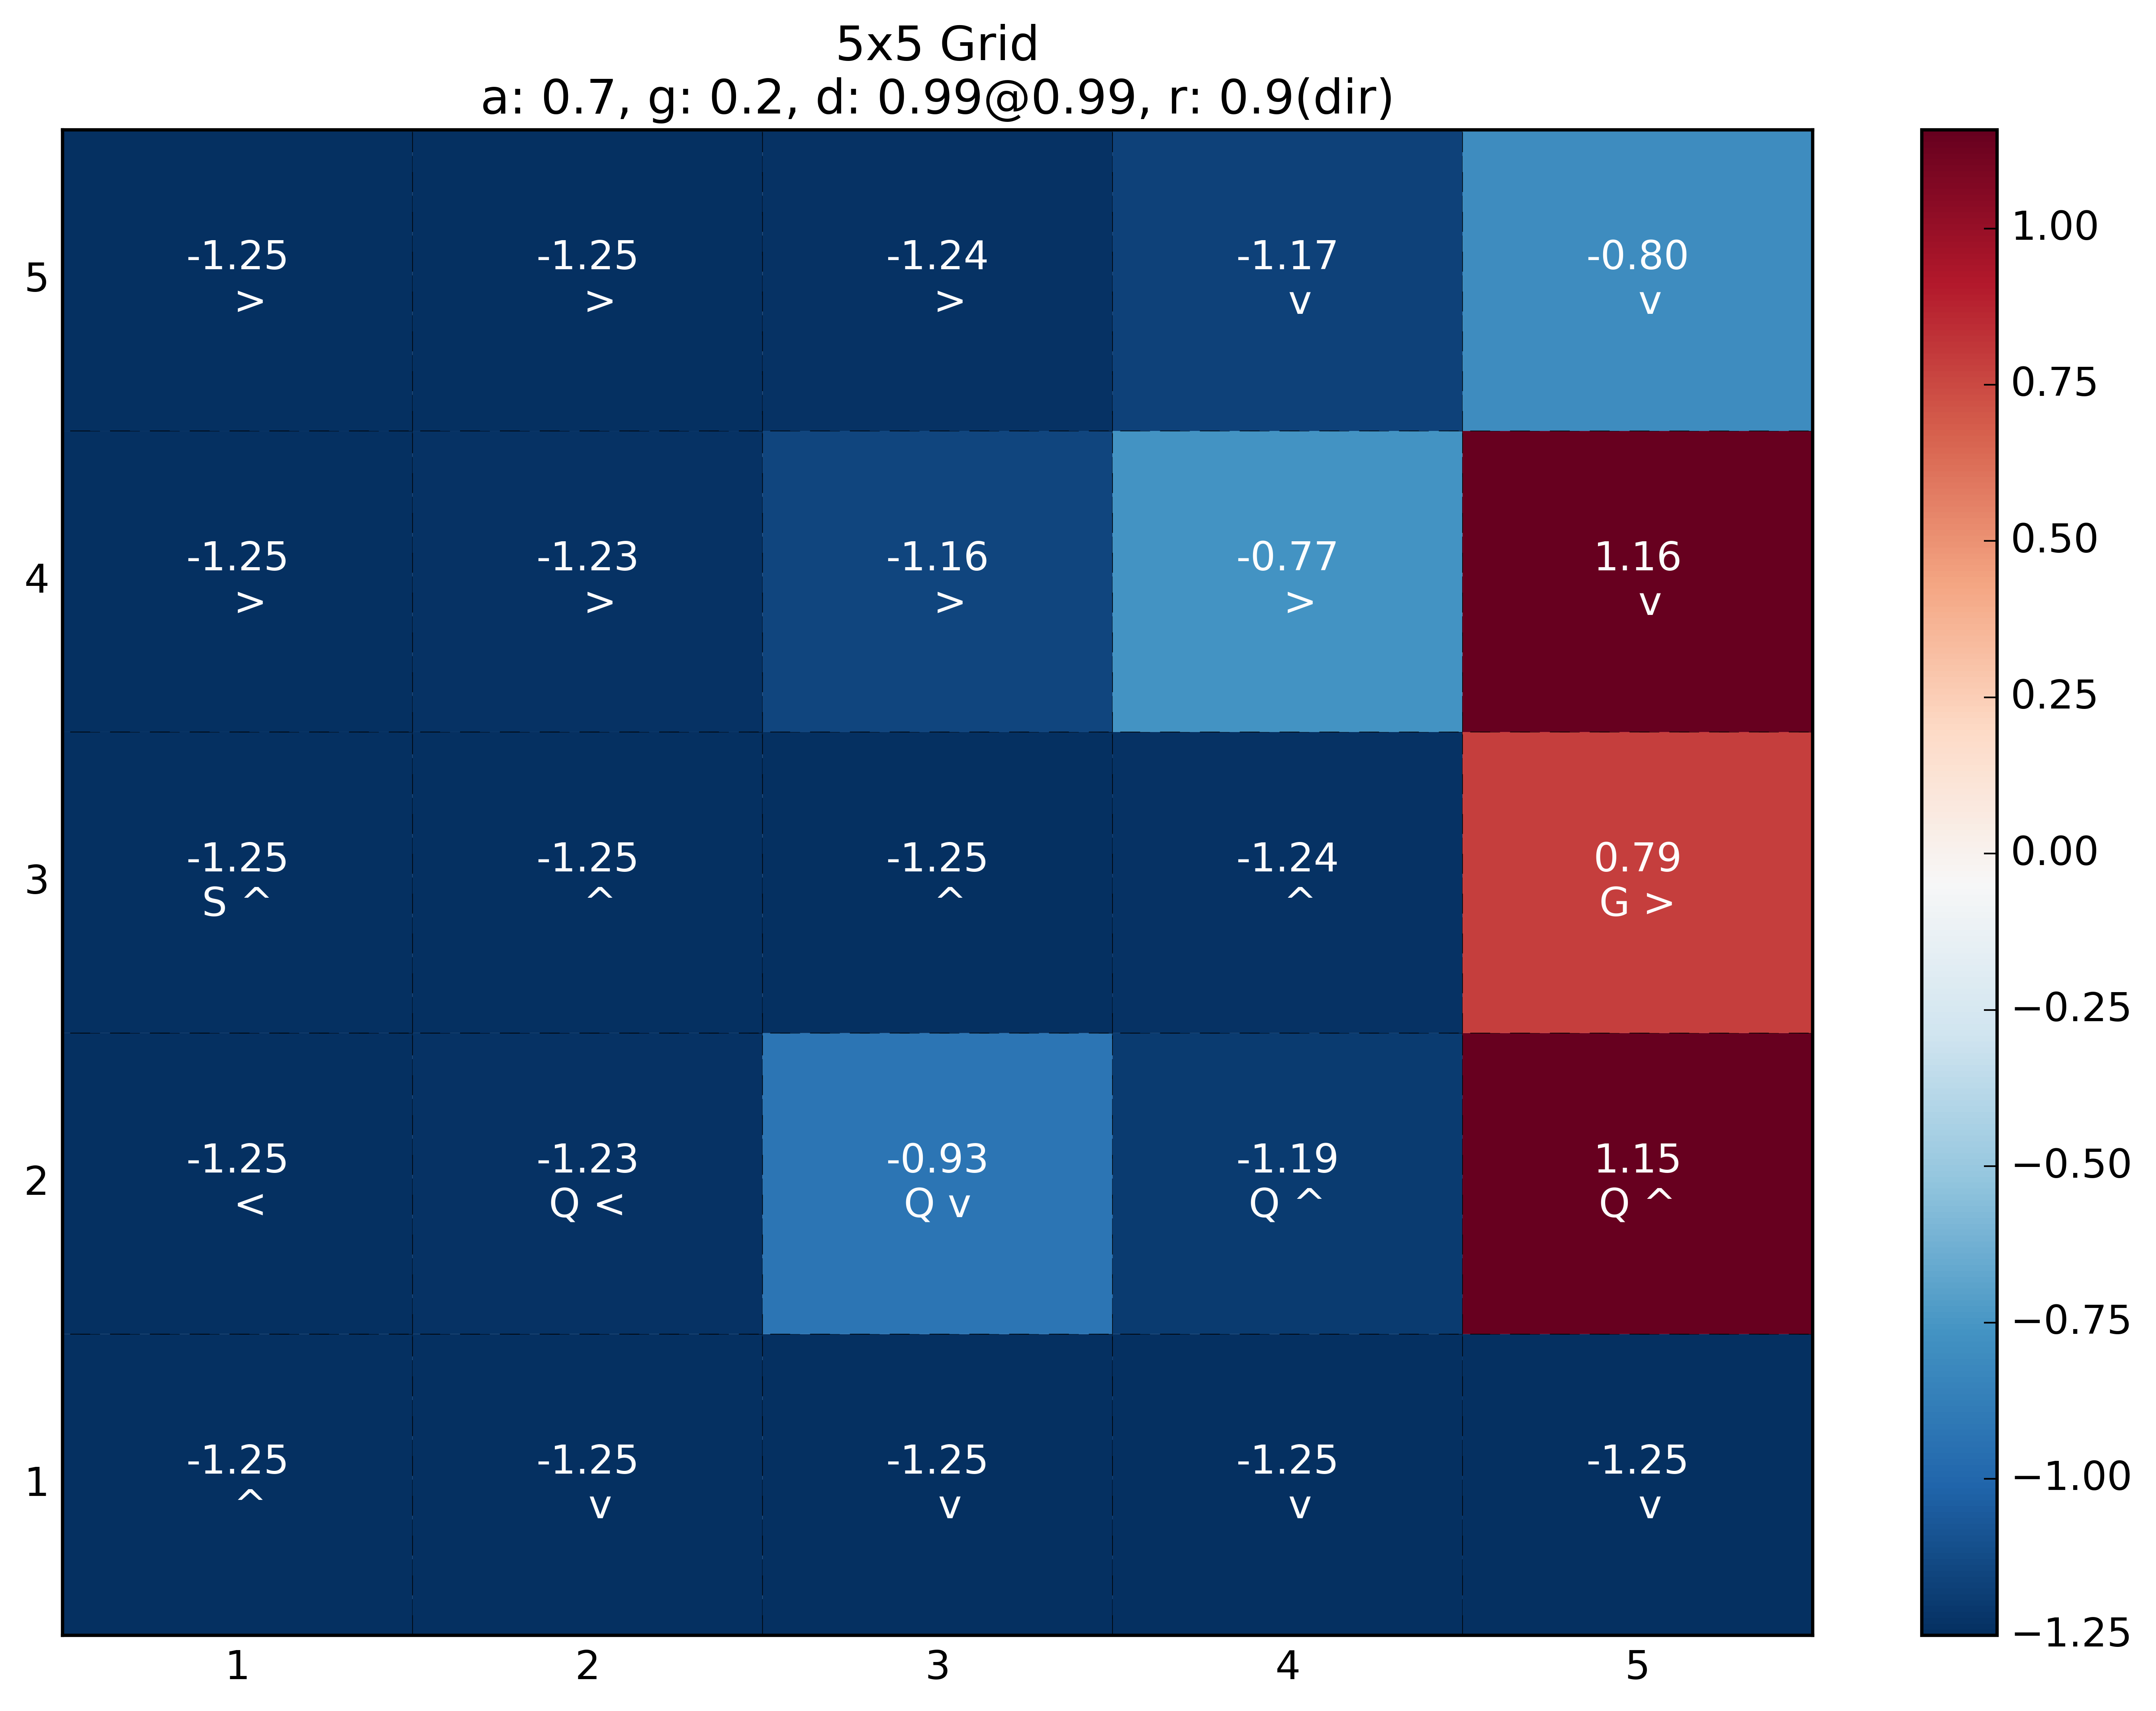 5x5 Grid
a: 0.7, g: 0.2, d: 0.99@0.99, r: 0.9(dir)
5
-1.25 -1.25 -1.24 -1.17 -0.80
> > > v v
4
-1.25 -1.23 -1.16 -0.77 1.16
> > > > v
3
-1.25 -1.25 -1.25 -1.24 0.79
S ^ ^ ^ ^ G >
2
-1.25 -1.23 -0.93 -1.19 1.15
< Q < Q v Q ^ Q ^
1
-1.25 -1.25 -1.25 -1.25 -1.25
^ v v v v
1 2 3 4 5
1.00
0.75
0.50
0.25
0.00
−0.25
−0.50
−0.75
−1.00
−1.25